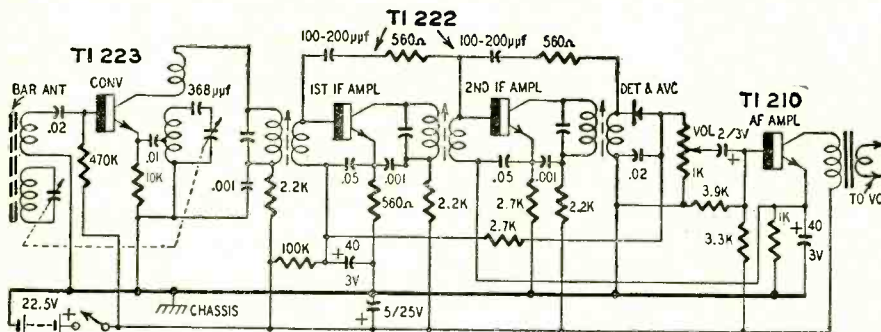 TI 222
100-200μμf
560Ω
100-200μμf
560Ω
TI 223
BAR ANT
CONV
368μμf
1ST IF AMPL
2ND IF AMPL
DET & AVC
TI 210
AF AMPL
.02
VOL
2/3V
+
470K
.01
10K
.001
2.2K
.05
.001
560Ω
2.2K
.05
.001
2.7K
2.2K
2.7K
.02
1K
3.9K
3.3K
1K
40
3V
+
TO VC
100K
40
3V
+
22.5V
+
CHASSIS
5/25V
+